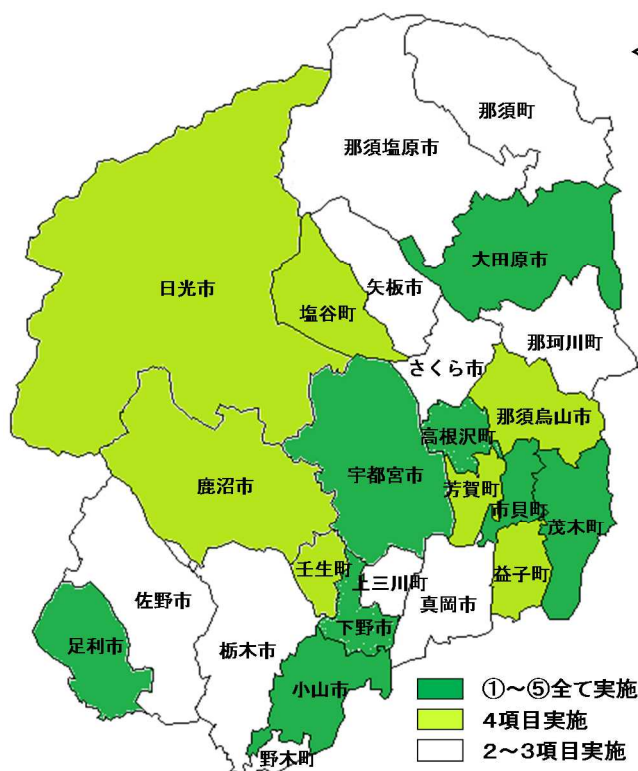 那須町
那須塩原市
大田原市
矢板市
日光市
塩谷町
那珂川町
さくら市
那須烏山市
高根沢町
宇都宮市
鹿沼市
芳賀町
市貝町
茂木町
壬生町
上三川町
益子町
真岡市
佐野市
下野市
足利市
栃木市
小山市
野木町
①～⑤全て実施
4項目実施
2～3項目実施